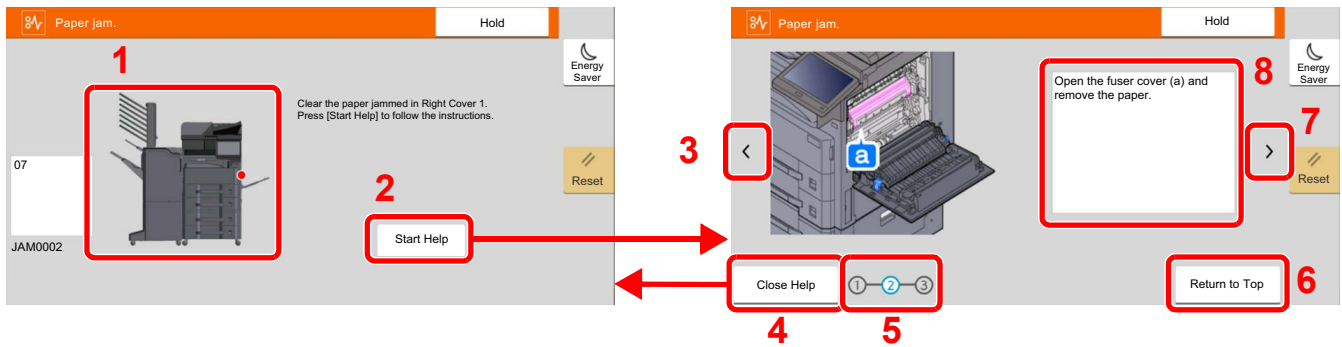 Paper jam.
Hold
1
Energy
Saver
Clear the paper jammed in Right Cover 1.
Press [Start Help] to follow the instructions.
07
Reset
2
JAM0002
Start Help
Paper jam.
Hold
8
Energy
Saver
Open the fuser cover (a) and
remove the paper.
7
3
<
a
>
Reset
Close Help
1 2 3
Return to Top
6
4
5